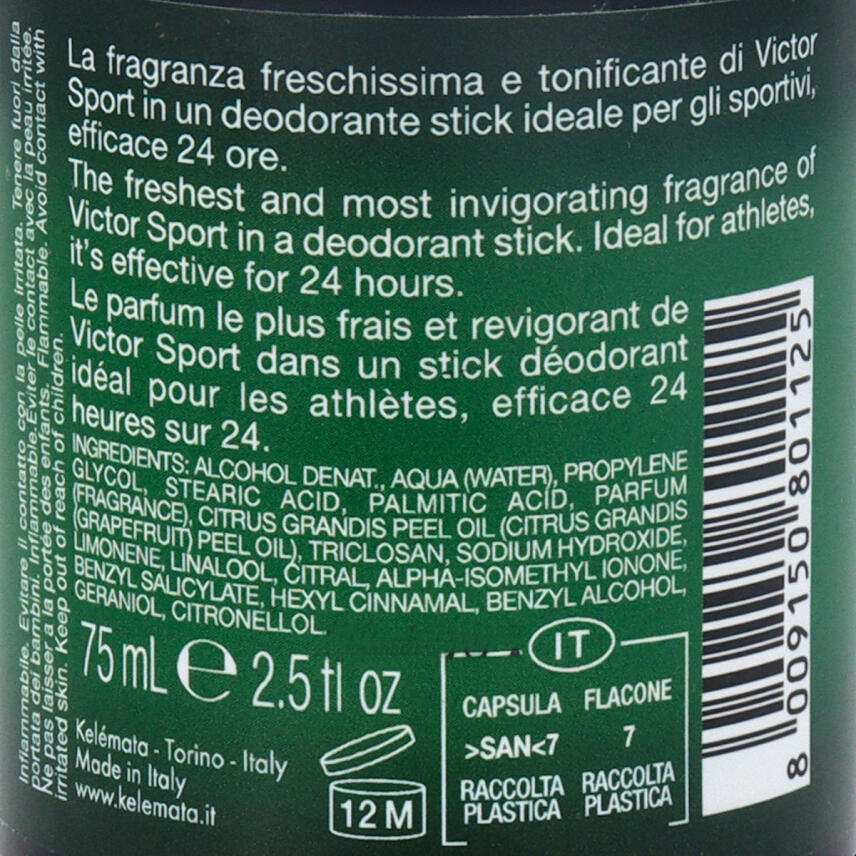 La fragranza freschissima e tonificante di Victor
Sport in un deodorante stick ideale per gli sportivi,
efficace 24 ore.
The freshest and most invigorating fragrance of
Victor Sport in a deodorant stick. Ideal for athletes,
it's effective for 24 hours.
Le parfum le plus frais et revigorant de
Victor Sport dans un stick déodorant
idéal pour les athlètes, efficace 24
heures sur 24.
INGREDIENTS: ALCOHOL DENAT., AQUA (WATER), PROPYLENE
GLYCOL, STEARIC ACID, PALMITIC ACID, PARFUM
(FRAGRANCE), CITRUS GRANDIS PEEL OIL (CITRUS GRANDIS
(GRAPEFRUIT) PEEL OIL), TRICLOSAN, SODIUM HYDROXIDE,
LIMONENE, LINALOOL, CITRAL, ALPHA-ISOMETHYL IONONE,
BENZYL SALICYLATE, HEXYL CINNAMAL, BENZYL ALCOHOL,
GERANIOL, CITRONELLOL.
75 mL e 2.5 fl oz
Kelémata - Torino - Italy
Made in Italy
www.kelemata.it
12 M
IT
CAPSULA FLACONE
>SAN<7 7
RACCOLTA RACCOLTA
PLASTICA PLASTICA
8 009150 801125
Infiammabile. Evitare il contatto con la pelle irritata. Tenere fuori dalla
portata dei bambini. Inflammable. Eviter le contact avec la peau irritée.
Ne pas laisser a la portée des enfants. Flammable. Avoid contact with
irritated skin. Keep out of reach of children.